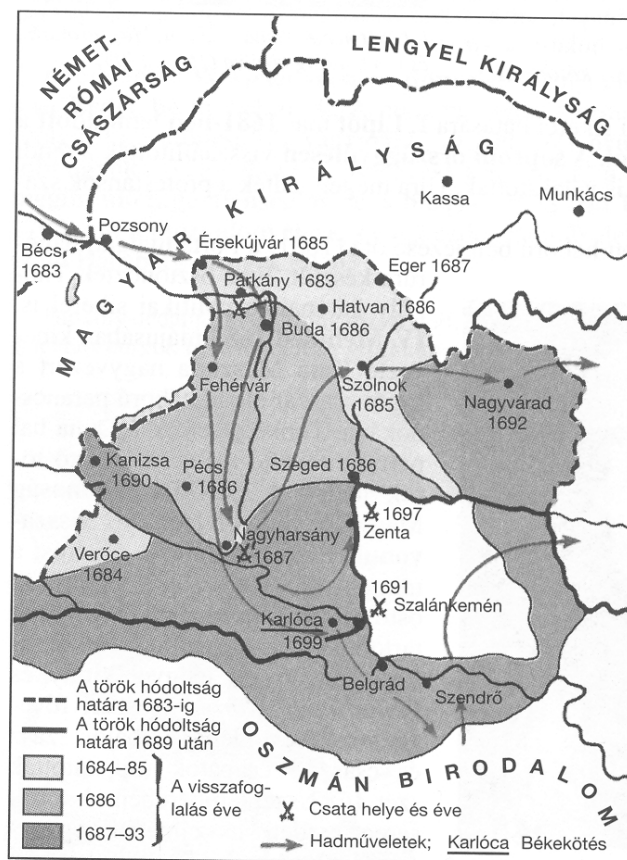 NÉMET-
RÓMAI
CSÁSZÁRSÁG
LENGYEL KIRÁLYSÁG
MAGYAR KIRÁLYSÁG
Kassa
Munkács
Bécs
1683
Pozsony
Érsekújvár 1685
Párkány 1683
Eger 1687
Hatvan 1686
Buda 1686
Fehérvár
Szolnok
1685
Nagyvárad
1692
Kanizsa
1690
Pécs
1686
Szeged 1686
1697
Zenta
Nagyharsány
1687
Verőce
1684
1691
Szalánkemén
Karlóca
1699
Belgrád
Szendrő
OSZMÁN BIRODALOM
A török hódoltság
határa 1683-ig
A török hódoltság
határa 1689 után
1684–85
1686
1687–93
A visszafog-
lalás éve
Csata helye és éve
Hadműveletek; Karlóca Békekötés